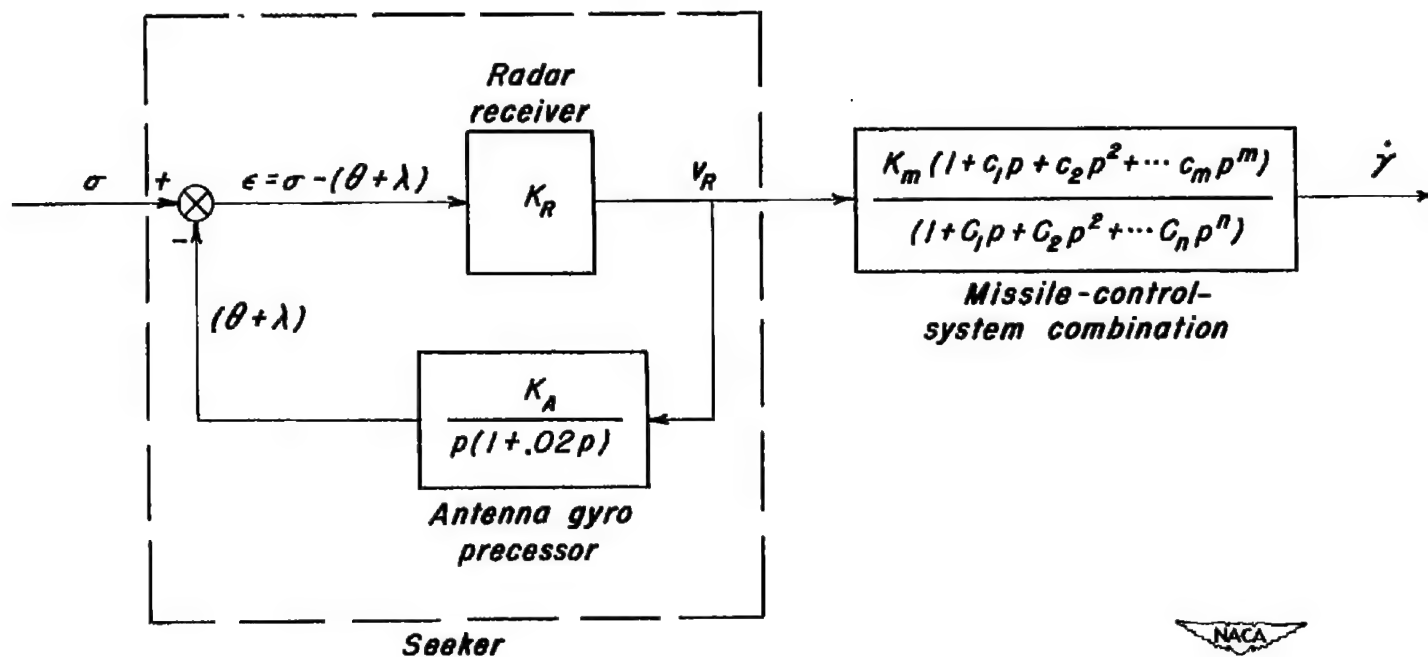 Radar
receiver
σ
+
ϵ = σ - (θ + λ)
K_R
V_R
K_m (1 + c_1 p + c_2 p^2 + ··· c_m p^m)
(1 + C_1 p + C_2 p^2 + ··· C_n p^n)
γ̇
-
(θ + λ)
Missile-control-
system combination
K_A
p(1 + .02p)
Antenna gyro
precessor
Seeker
NACA